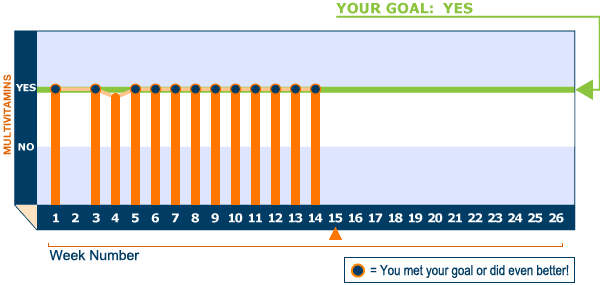 YOUR GOAL: YES
MULTIVITAMINS
YES
NO
1 2 3 4 5 6 7 8 9 10 11 12 13 14 15 16 17 18 19 20 21 22 23 24 25 26
Week Number
= You met your goal or did even better!